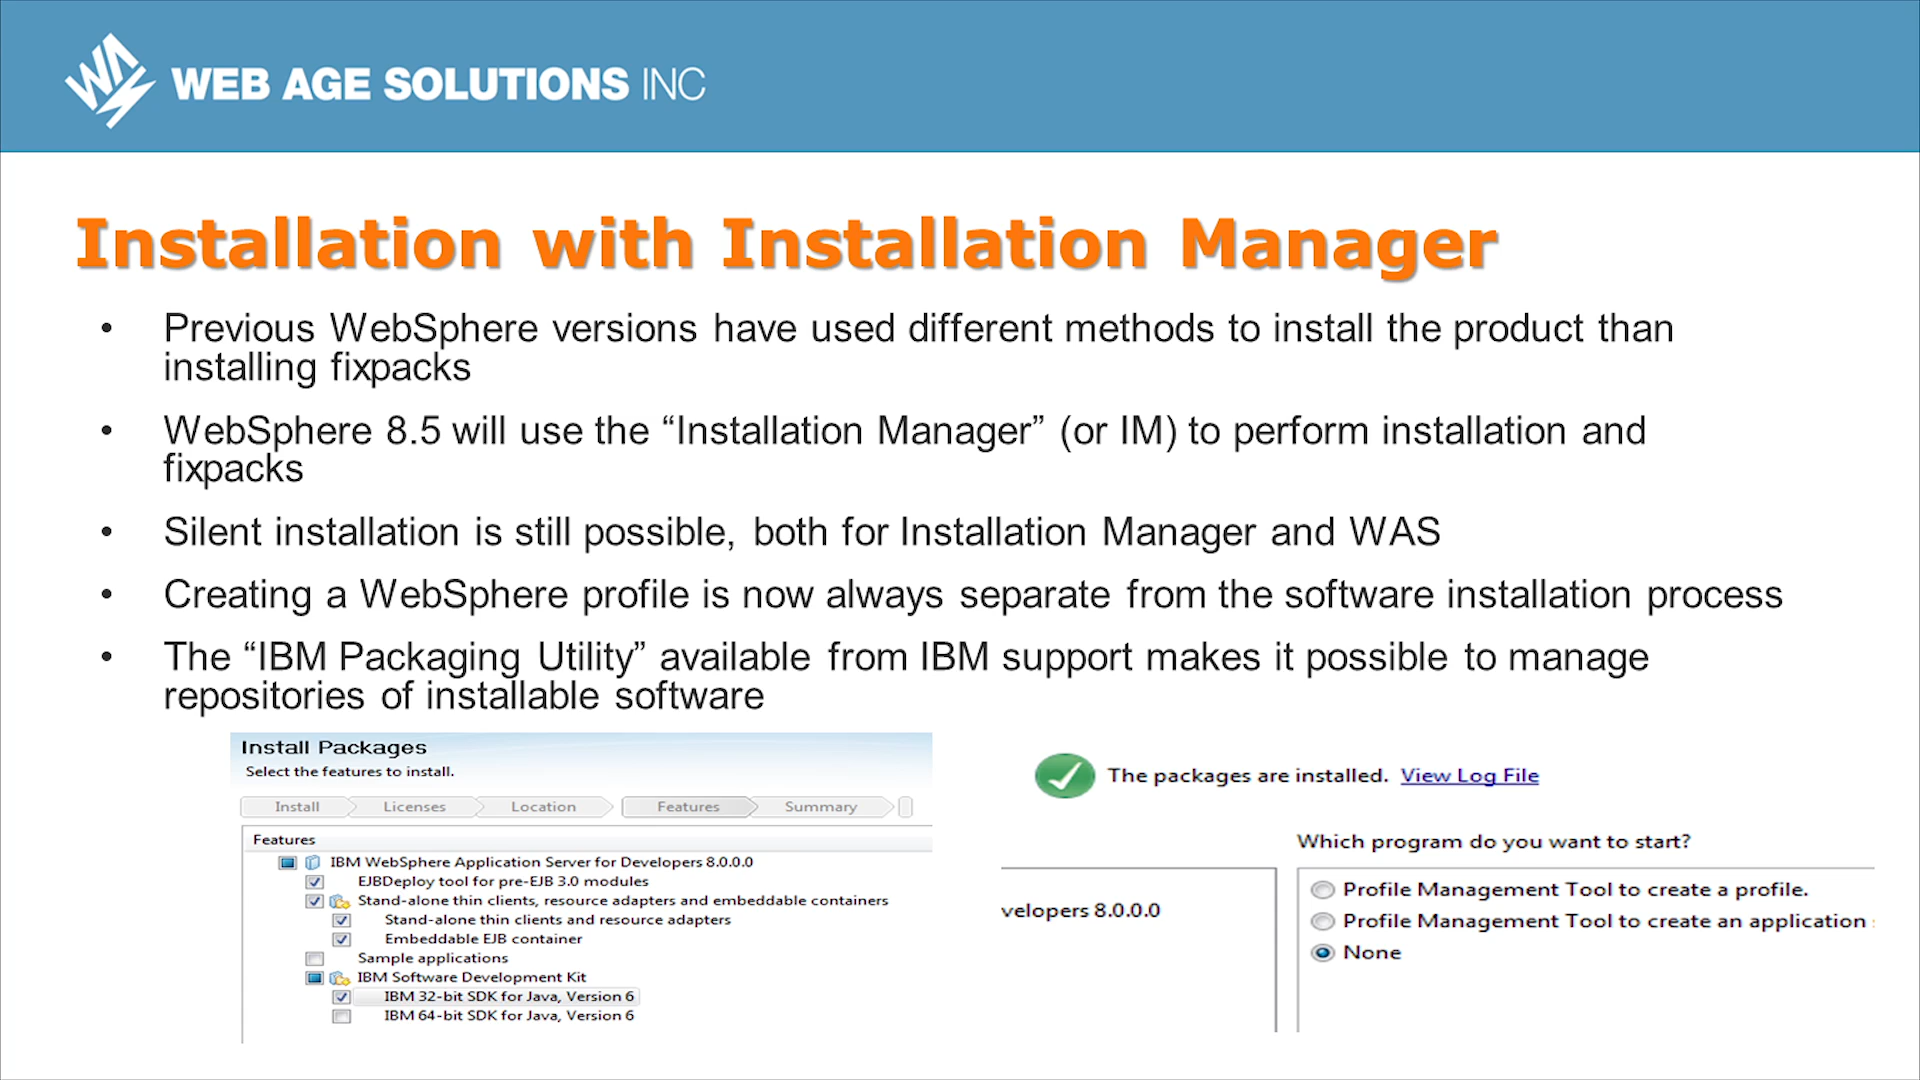 WEB AGE SOLUTIONS INC
Installation with Installation Manager
• Previous WebSphere versions have used different methods to install the product than
installing fixpacks
• WebSphere 8.5 will use the “Installation Manager” (or IM) to perform installation and
fixpacks
• Silent installation is still possible, both for Installation Manager and WAS
• Creating a WebSphere profile is now always separate from the software installation process
• The “IBM Packaging Utility” available from IBM support makes it possible to manage
repositories of installable software
Install Packages
Select the features to install.
Install Licenses Location Features Summary
Features
IBM WebSphere Application Server for Developers 8.0.0.0
EJBDeploy tool for pre-EJB 3.0 modules
Stand-alone thin clients, resource adapters and embeddable containers
Stand-alone thin clients and resource adapters
Embeddable EJB container
Sample applications
IBM Software Development Kit
IBM 32-bit SDK for Java, Version 6
IBM 64-bit SDK for Java, Version 6
The packages are installed. View Log File
Which program do you want to start?
velopers 8.0.0.0
Profile Management Tool to create a profile.
Profile Management Tool to create an application
None